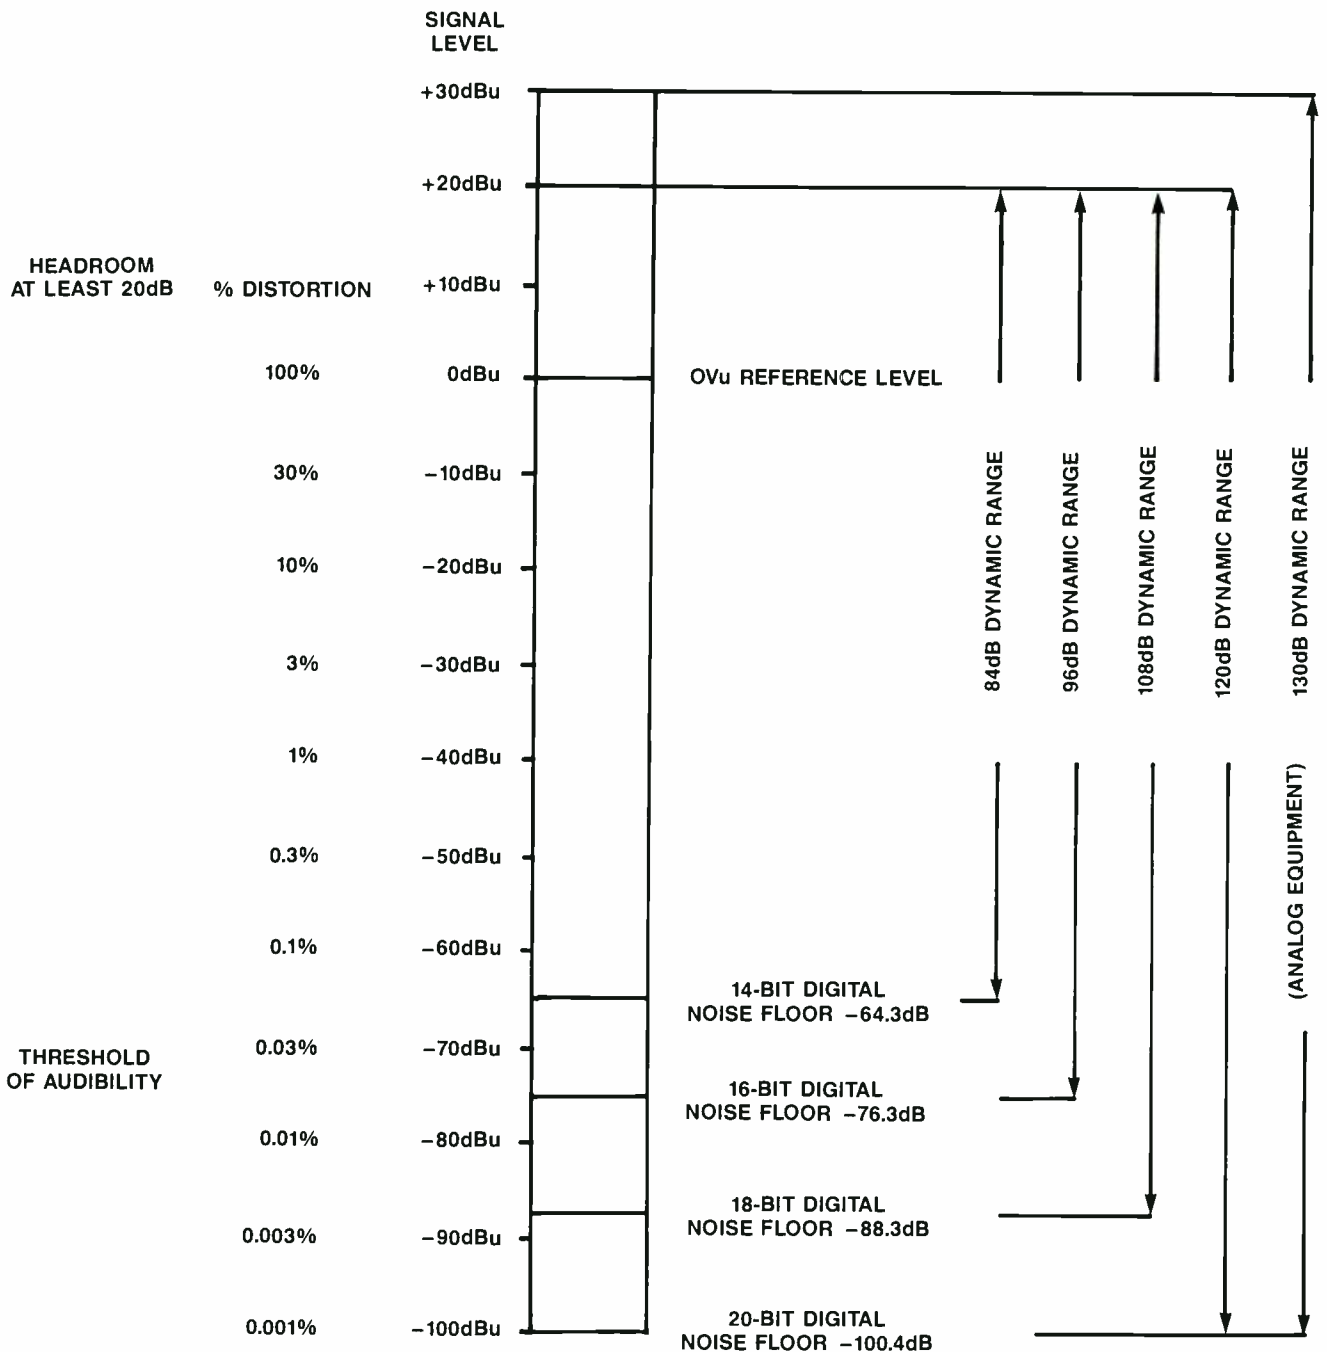 SIGNAL
LEVEL
+30dBu
+20dBu
HEADROOM
AT LEAST 20dB
% DISTORTION
+10dBu
100%
0dBu
OVu REFERENCE LEVEL
30%
−10dBu
10%
−20dBu
3%
−30dBu
1%
−40dBu
0.3%
−50dBu
0.1%
−60dBu
84dB DYNAMIC RANGE
96dB DYNAMIC RANGE
108dB DYNAMIC RANGE
120dB DYNAMIC RANGE
130dB DYNAMIC RANGE
(ANALOG EQUIPMENT)
14-BIT DIGITAL
NOISE FLOOR −64.3dB
THRESHOLD
OF AUDIBILITY
0.03%
−70dBu
16-BIT DIGITAL
NOISE FLOOR −76.3dB
0.01%
−80dBu
18-BIT DIGITAL
NOISE FLOOR −88.3dB
0.003%
−90dBu
0.001%
−100dBu
20-BIT DIGITAL
NOISE FLOOR −100.4dB